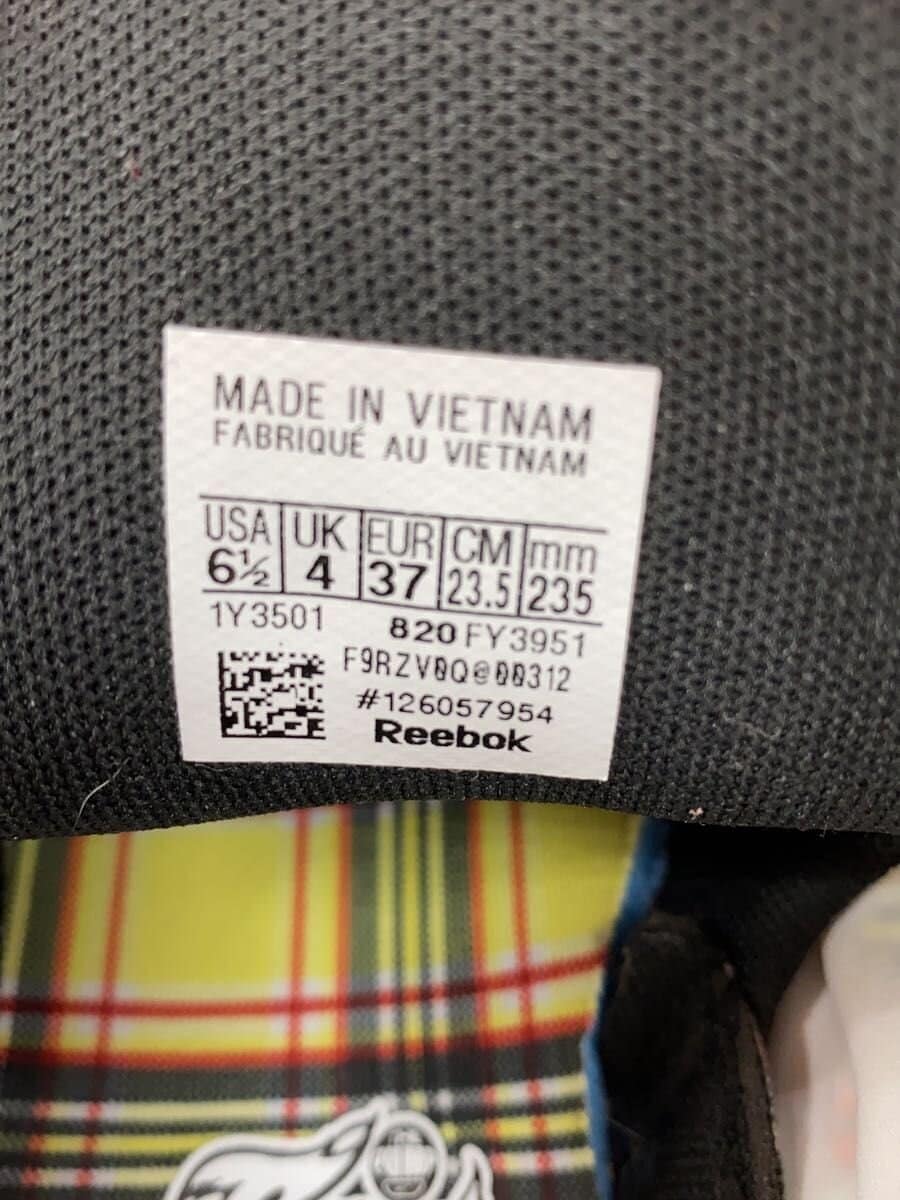 MADE IN VIETNAM
FABRIQUÉ AU VIETNAM
USA UK EUR CM mm
6½ 4 37 23.5 235
1Y3501 820 FY3951
F9RZV0Q@00312
#126057954
Reebok